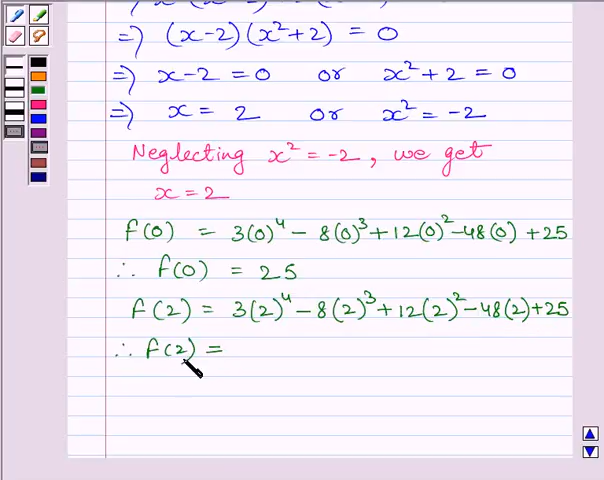 ⇒ (x-2)(x²+2) = 0
⇒ x-2 = 0 or x²+2 = 0
⇒ x = 2 or x² = -2
Neglecting x² = -2, we get
x = 2
f(0) = 3(0)⁴ - 8(0)³ + 12(0)² - 48(0) + 25
∴ f(0) = 25
f(2) = 3(2)⁴ - 8(2)³ + 12(2)² - 48(2) + 25
∴ f(2) =